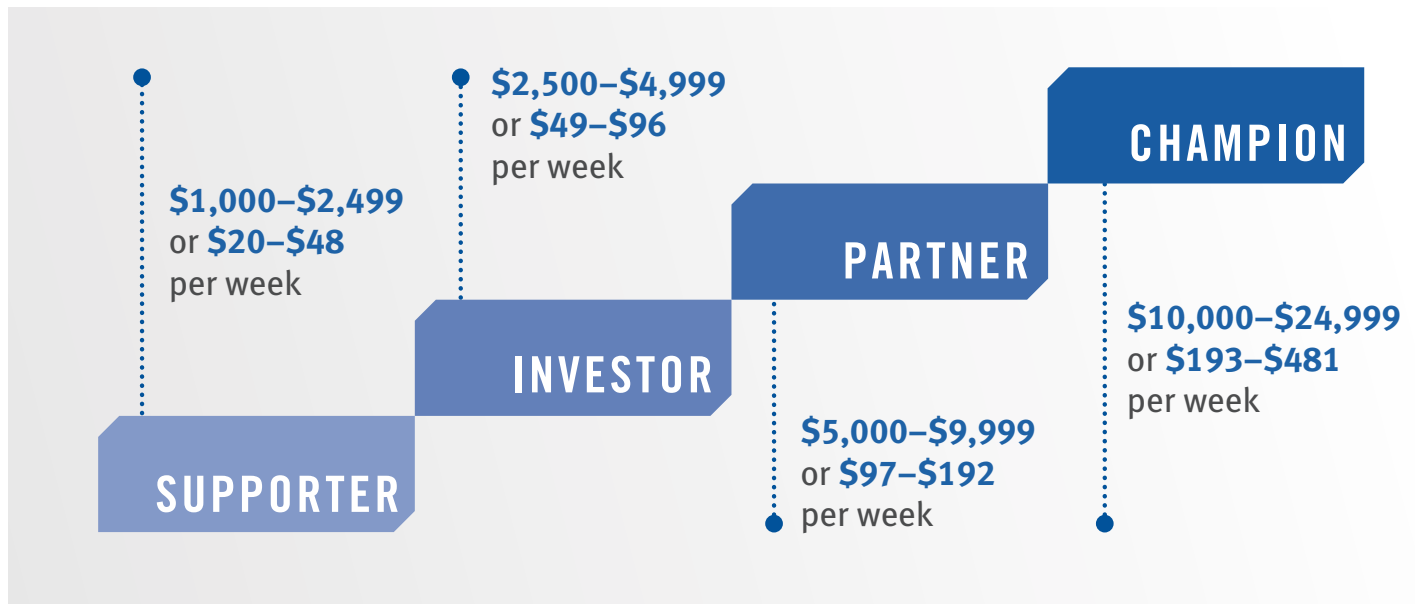 $1,000–$2,499
or $20–$48
per week
SUPPORTER
$2,500–$4,999
or $49–$96
per week
INVESTOR
PARTNER
$5,000–$9,999
or $97–$192
per week
CHAMPION
$10,000–$24,999
or $193–$481
per week